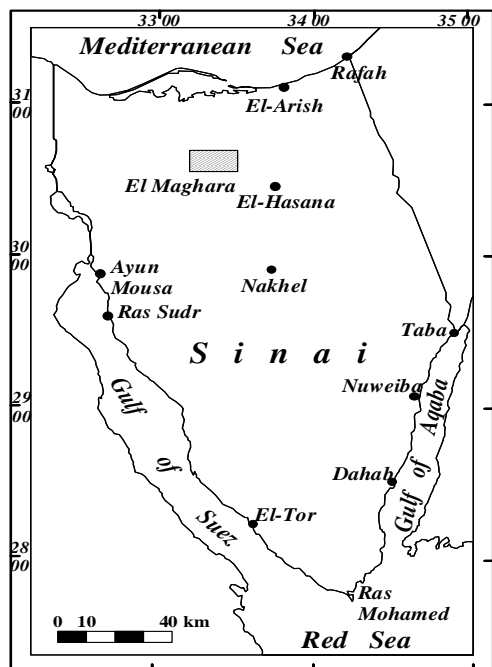 33 00
34 00
35 00
Mediterranean Sea
Rafah
31 00
El-Arish
El Maghara
El-Hasana
30 00
Ayun
Mousa
Nakhel
Ras Sudr
Taba
Sinai
Nuweiba
29 00
Gulf of Suez
Gulf of Aqaba
Dahab
El-Tor
28 00
Ras
Mohamed
0 10 40 km
Red Sea